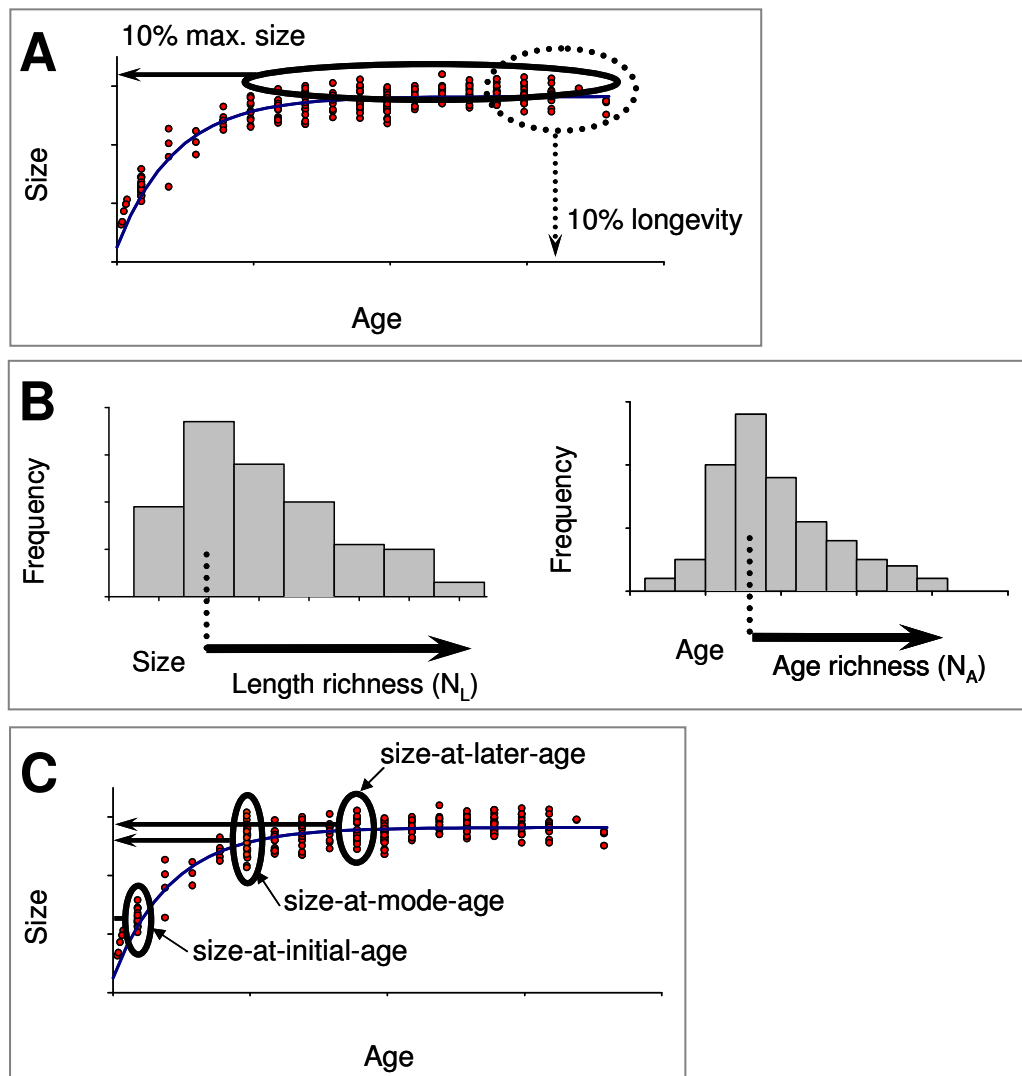 A
10% max. size
Size
10% longevity
Age
B
Frequency
Size
Length richness (NL)
Frequency
Age
Age richness (NA)
C
size-at-later-age
Size
size-at-mode-age
size-at-initial-age
Age